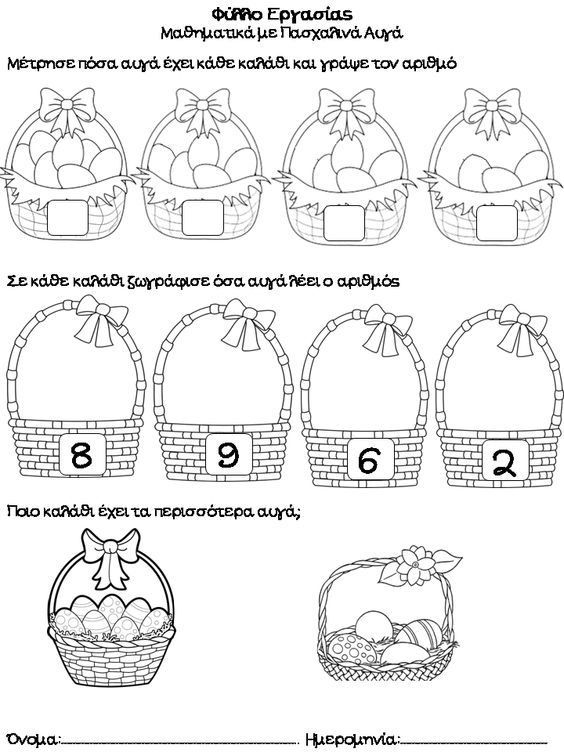 Φύλλο Εργασίας
Μαθηματικά με Πασχαλινά Αυγά
Μέτρησε πόσα αυγά έχει κάθε καλάθι και γράψε τον αριθμό
Σε κάθε καλάθι ζωγράφισε όσα αυγά λέει ο αριθμός
8 9 6 2
Ποιο καλάθι έχει τα περισσότερα αυγά;
Όνομα: Ημερομηνία: